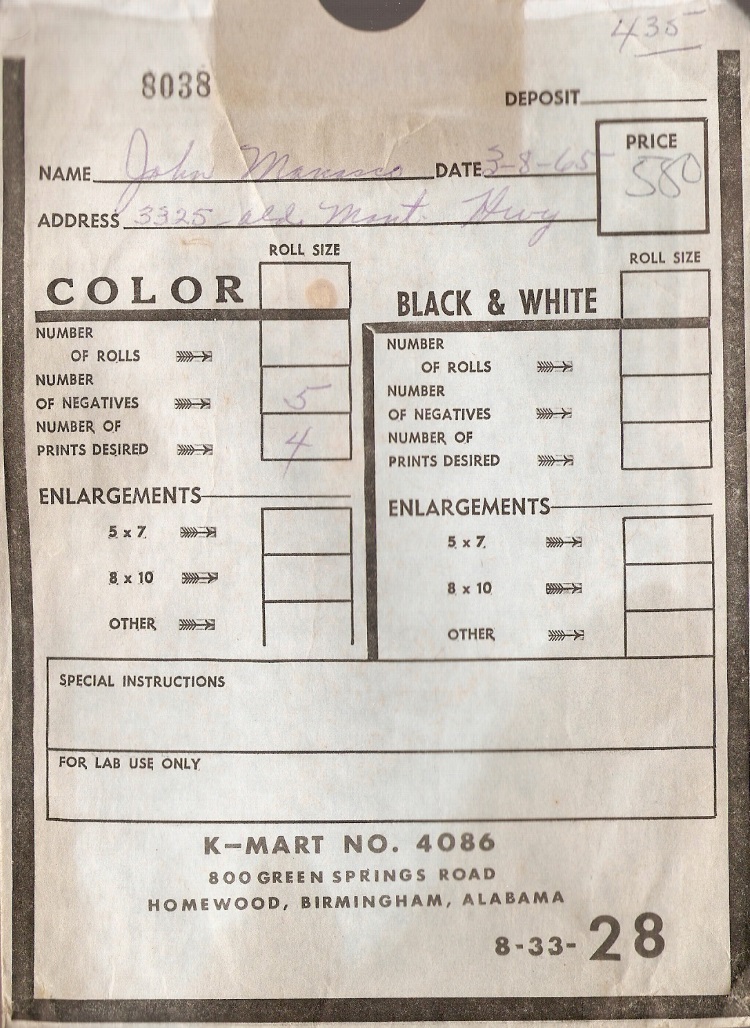 435
8038
DEPOSIT
NAME John Manasco DATE 3-8-65
PRICE
580
ADDRESS 3325 old Mont. Hwy
ROLL SIZE
COLOR
NUMBER
OF ROLLS
NUMBER
OF NEGATIVES 5
NUMBER OF
PRINTS DESIRED 4
ENLARGEMENTS
5 x 7
8 x 10
OTHER
ROLL SIZE
BLACK & WHITE
NUMBER
OF ROLLS
NUMBER
OF NEGATIVES
NUMBER OF
PRINTS DESIRED
ENLARGEMENTS
5 x 7
8 x 10
OTHER
SPECIAL INSTRUCTIONS
FOR LAB USE ONLY
K-MART NO. 4086
800 GREEN SPRINGS ROAD
HOMEWOOD, BIRMINGHAM, ALABAMA
8-33-28